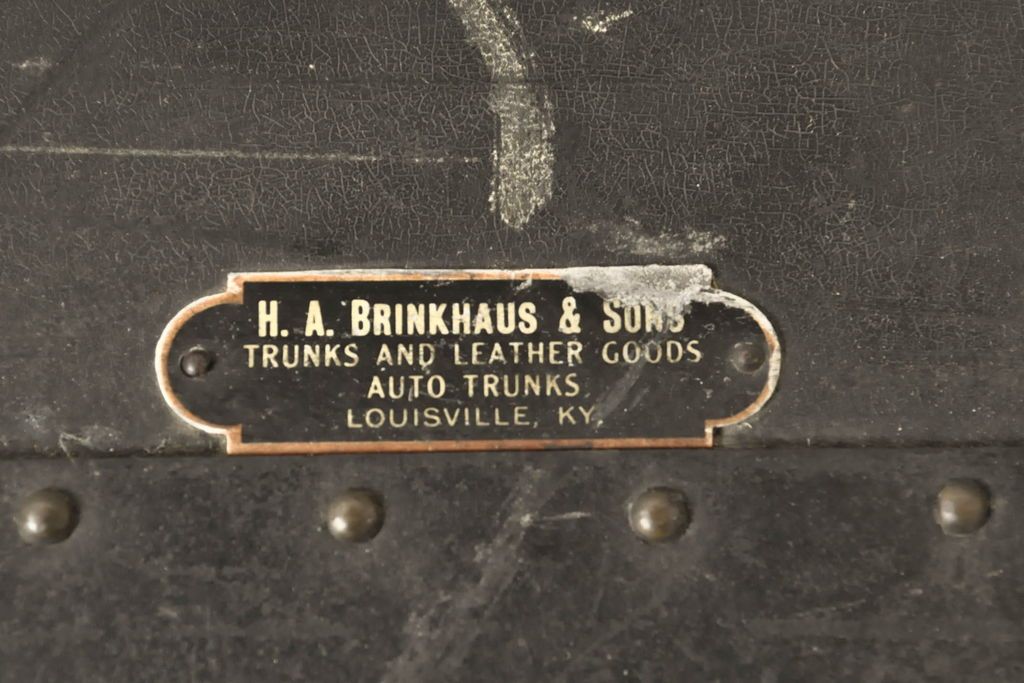 H. A. BRINKHAUS & SONS
TRUNKS AND LEATHER GOODS
AUTO TRUNKS
LOUISVILLE, KY.